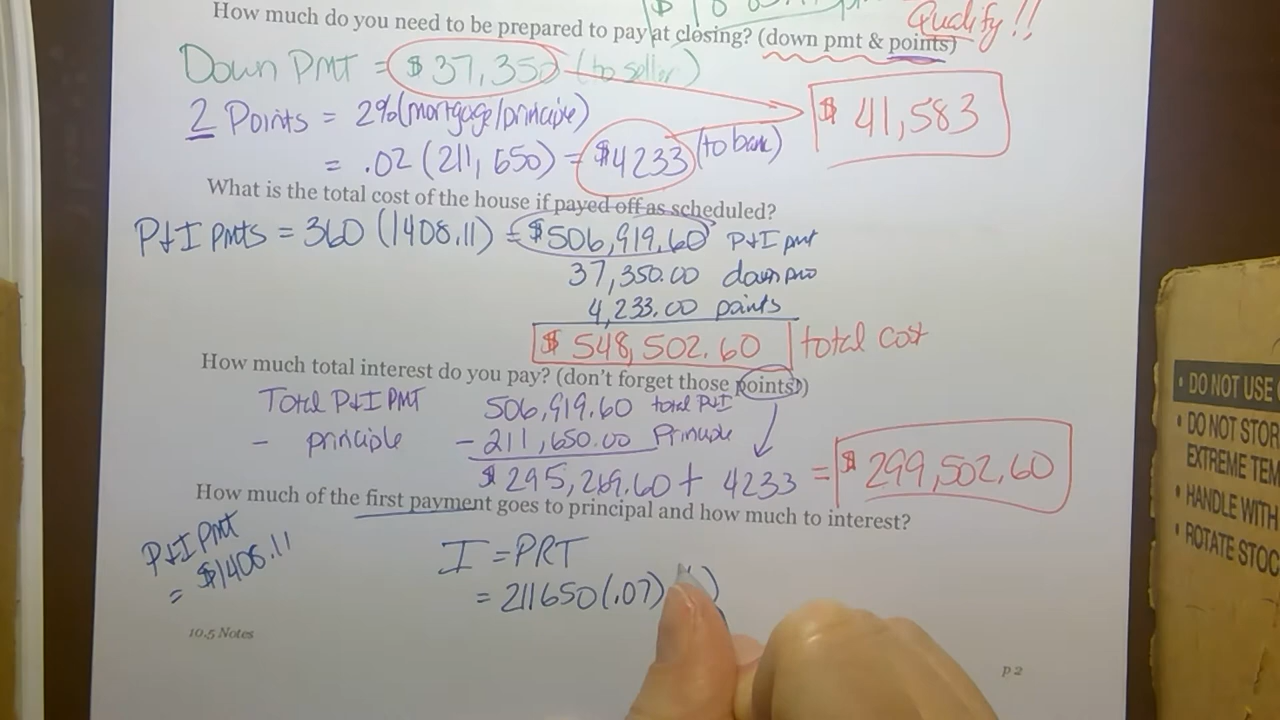 Qualify!!
How much do you need to be prepared to pay at closing? (down pmt & points)
Down PMT = $37,350 (to seller)
$ 41,583
2 Points = 2%(mortgage/principle)
= .02 (211,650) = $4233 (to bank)
What is the total cost of the house if payed off as scheduled?
P+I pmts = 360 (1408.11) = $506,919.60 P+I pmt
37,350.00 down pmt
4,233.00 points
$ 548,502.60 total cost
How much total interest do you pay? (don't forget those points!)
Total P+I PMT 506,919.60 total P+I
- principle - 211,650.00 Principle
$295,269.60 + 4233 = $299,502.60
How much of the first payment goes to principal and how much to interest?
P+I PMT
= $1408.11
I = PRT
= 211650(.07)
10.5 Notes
p 2
• DO NOT USE
• DO NOT STOR
EXTREME TEM
• HANDLE WITH
• ROTATE STOC